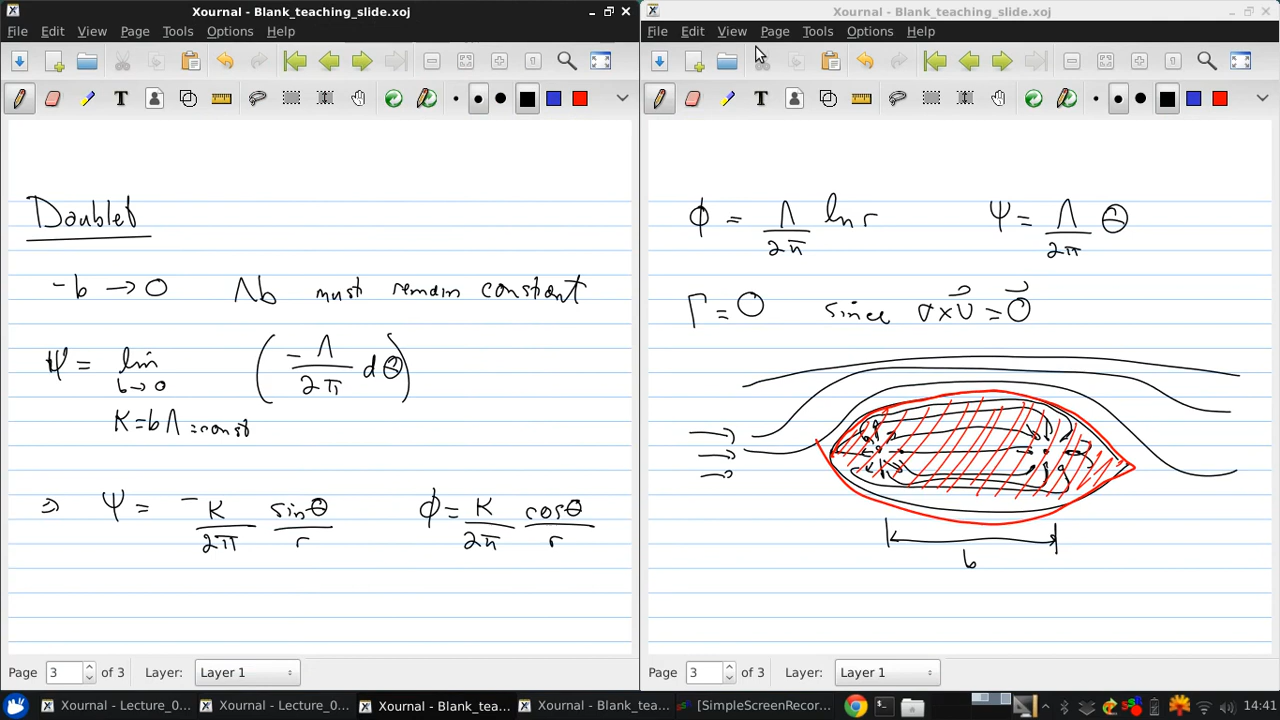 Xournal - Blank_teaching_slide.xoj
File Edit View Page Tools Options Help
Doublet
-b → 0 Λb must remain constant
Ψ = lim b→0 K=bΛ=const (-Λ/2π dΘ)
⇒ Ψ = -K/2π sinΘ/r ϕ = K/2π cosΘ/r
Page 3 of 3 Layer: Layer 1
Xournal - Blank_teaching_slide.xoj
File Edit View Page Tools Options Help
ϕ = Λ/2π ln r Ψ = Λ/2π Θ
Γ = 0 since ∇×V⃗ = 0⃗
b
Page 3 of 3 Layer: Layer 1
Xournal - Lecture_0... Xournal - Lecture_0... Xournal - Blank_tea... Xournal - Blank_tea... [SimpleScreenRecor... 14:41